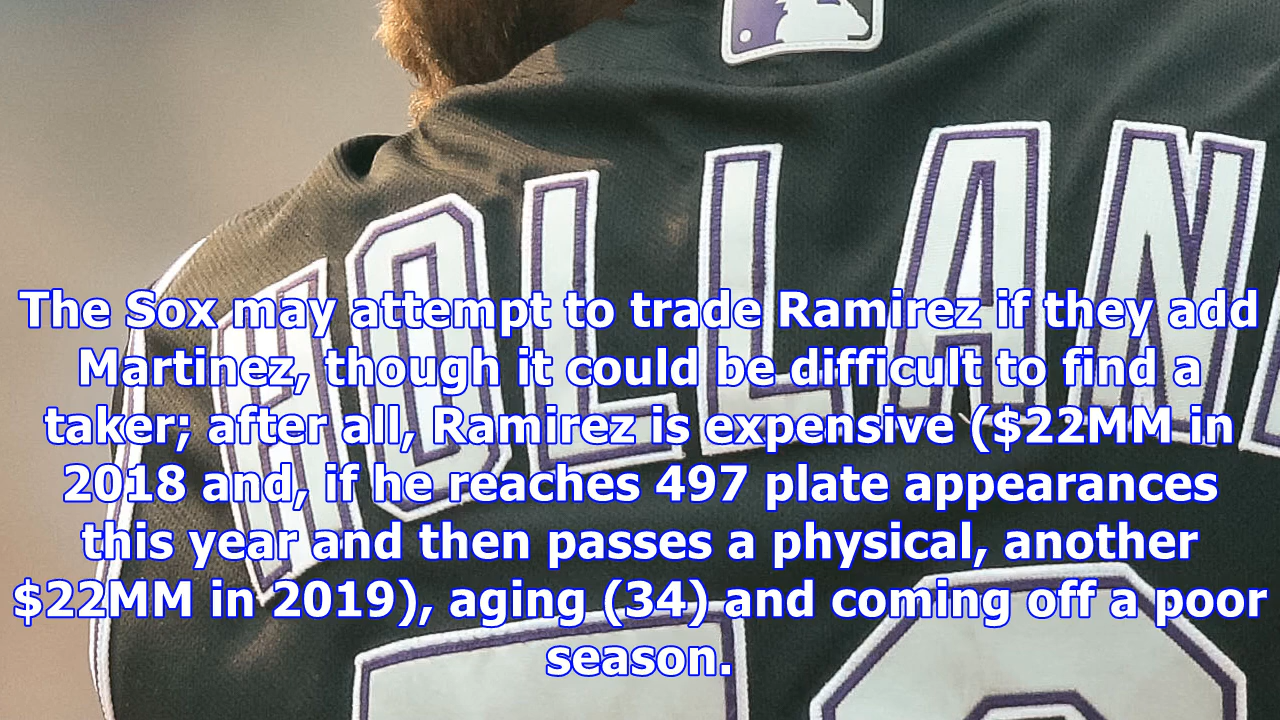 HOLLAN
The Sox may attempt to trade Ramirez if they add
Martinez, though it could be difficult to find a
taker; after all, Ramirez is expensive ($22MM in
2018 and, if he reaches 497 plate appearances
this year and then passes a physical, another
$22MM in 2019), aging (34) and coming off a poor
season.